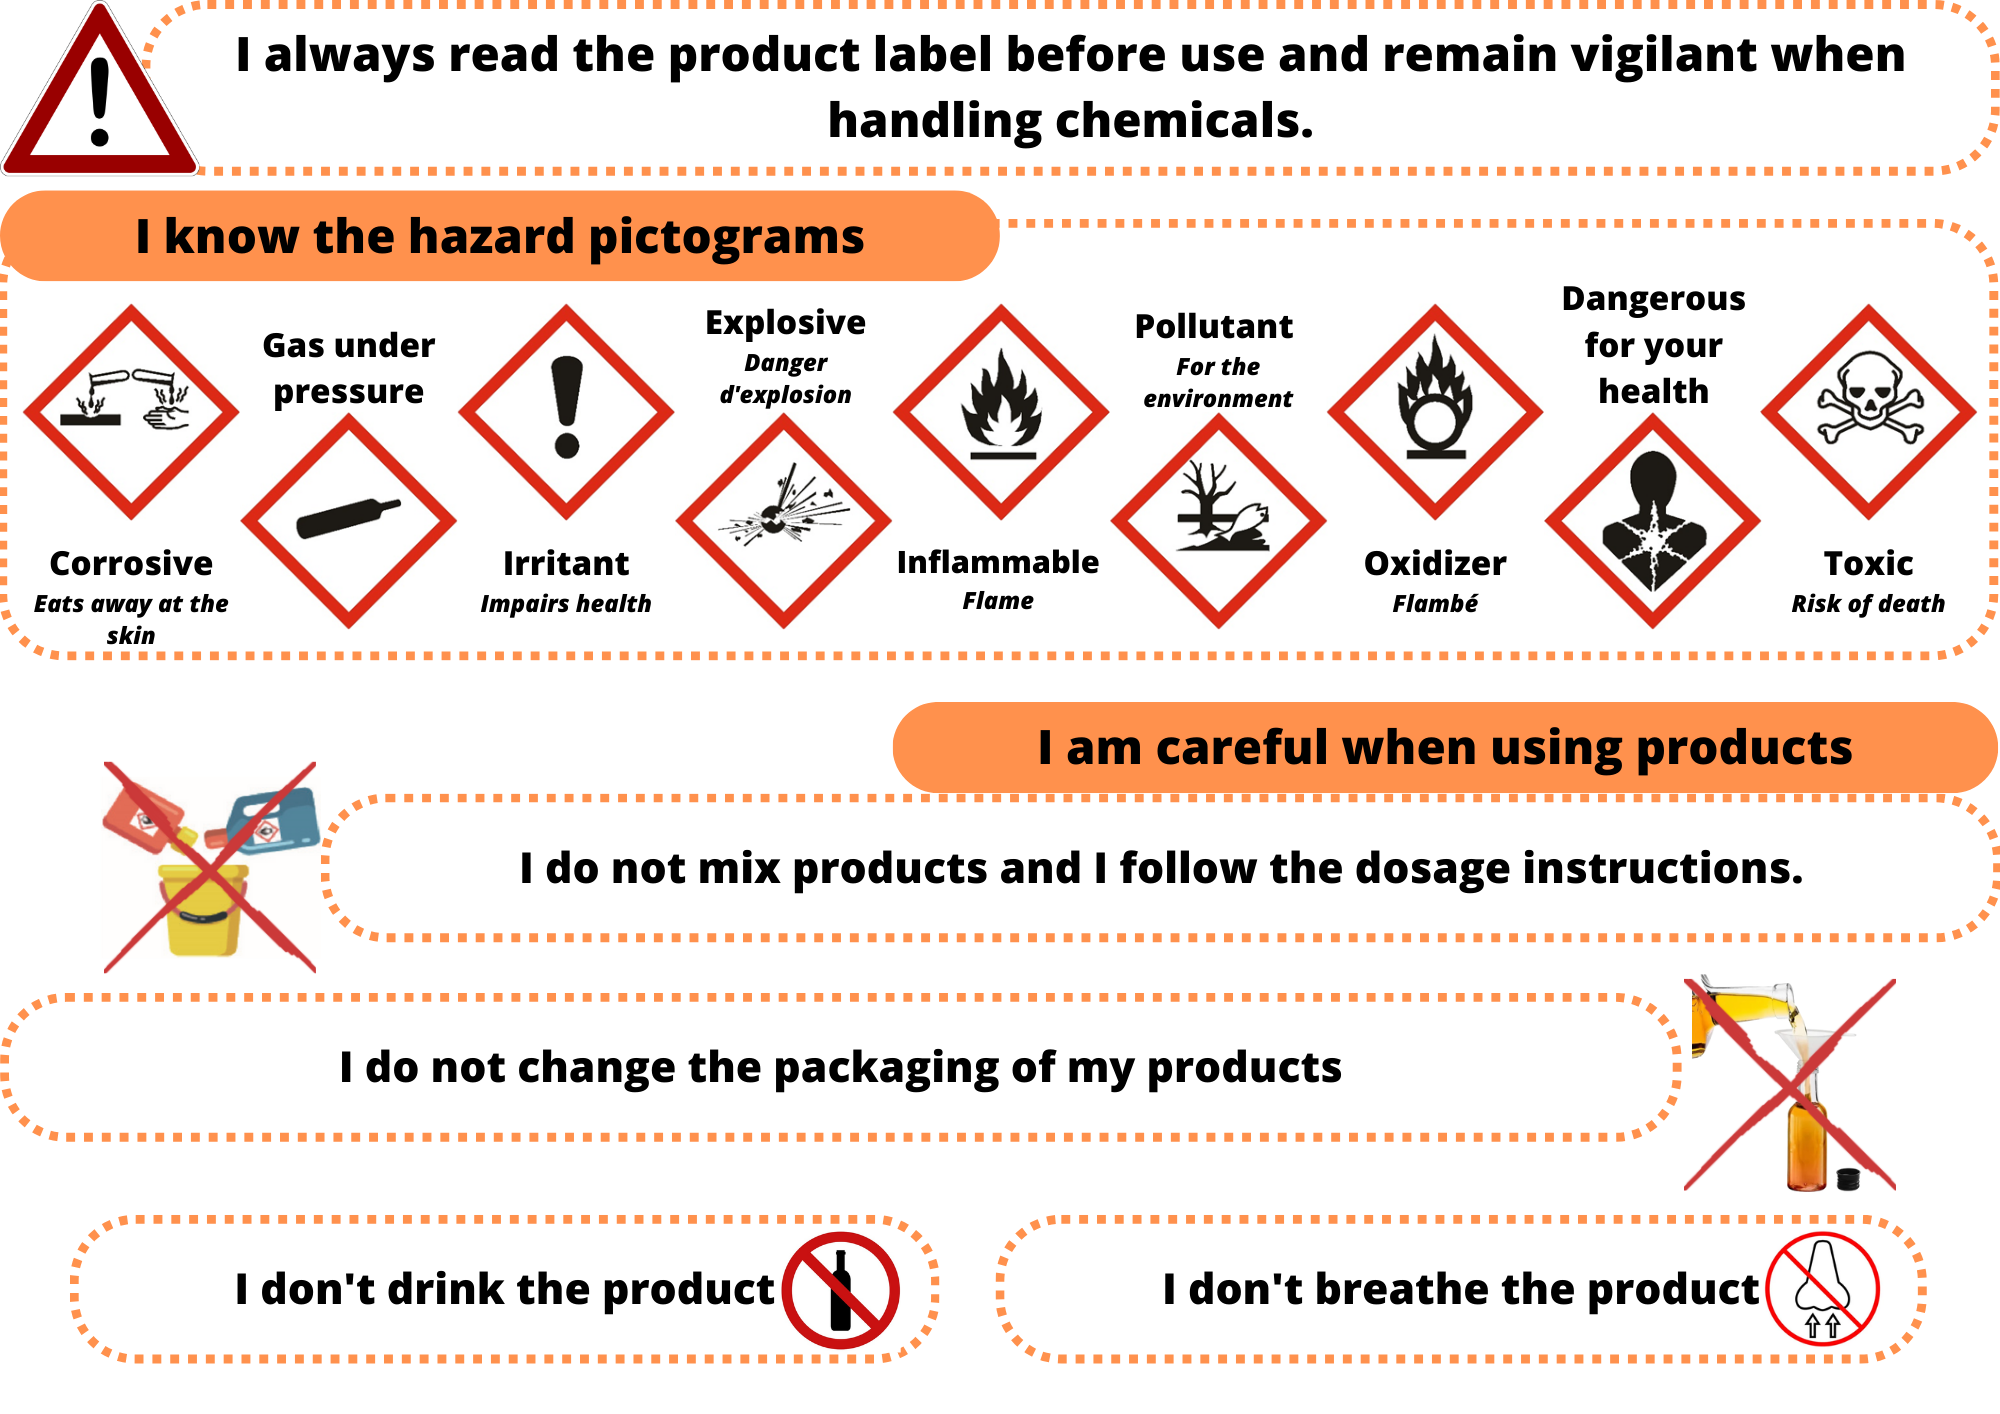 I always read the product label before use and remain vigilant when
handling chemicals.
I know the hazard pictograms
Corrosive
Eats away at the
skin
Gas under
pressure
Irritant
Impairs health
Explosive
Danger
d'explosion
Inflammable
Flame
Pollutant
For the
environment
Oxidizer
Flambé
Dangerous
for your
health
Toxic
Risk of death
I am careful when using products
I do not mix products and I follow the dosage instructions.
I do not change the packaging of my products
I don't drink the product
I don't breathe the product